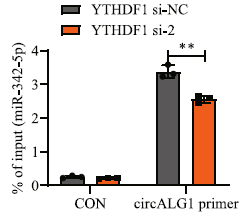 YTHDF1 si-NC
YTHDF1 si-2
% of input (miR-342-5p)
4
3
2
1
0
**
CON
circALG1 primer